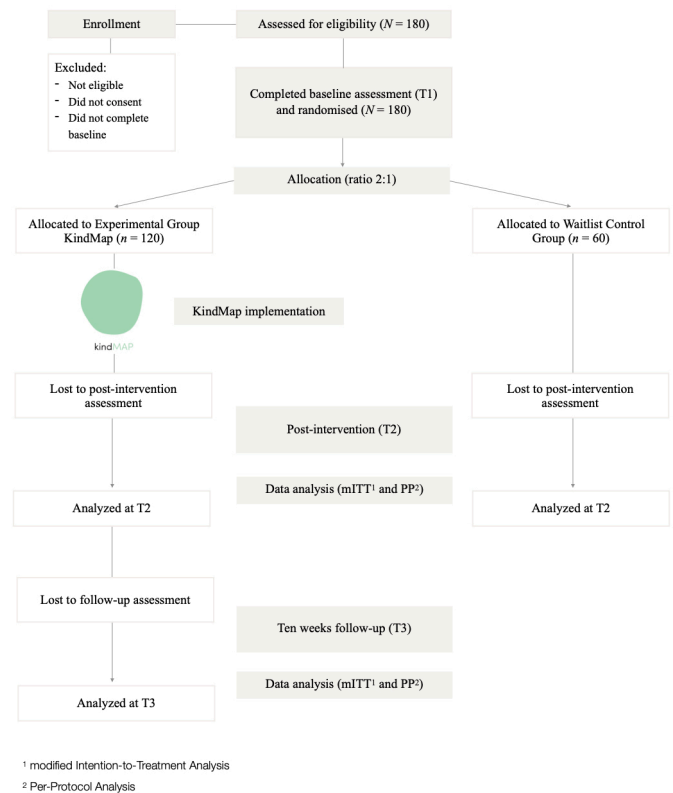 Enrollment
Assessed for eligibility (N = 180)
Excluded:
- Not eligible
- Did not consent
- Did not complete
baseline
Completed baseline assessment (T1)
and randomised (N = 180)
Allocation (ratio 2:1)
Allocated to Experimental Group
KindMap (n = 120)
Allocated to Waitlist Control
Group (n = 60)
KindMap implementation
kindMAP
Lost to post-intervention
assessment
Lost to post-intervention
assessment
Post-intervention (T2)
Data analysis (mITT¹ and PP²)
Analyzed at T2
Analyzed at T2
Lost to follow-up assessment
Ten weeks follow-up (T3)
Data analysis (mITT¹ and PP²)
Analyzed at T3
¹ modified Intention-to-Treatment Analysis
² Per-Protocol Analysis